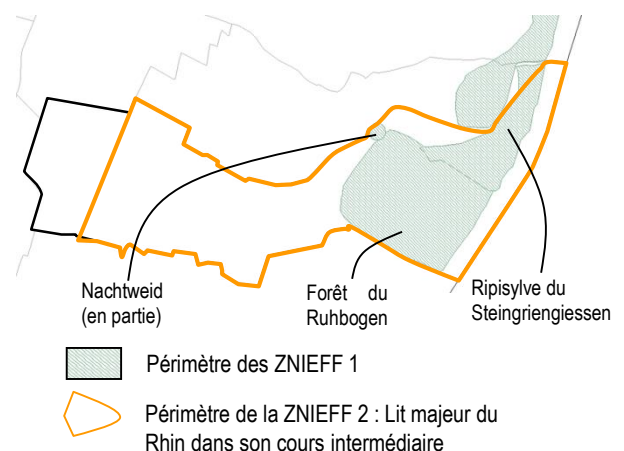 Nachtweid
(en partie)
Forêt du
Ruhbogen
Ripisylve du
Steingriengiessen
Périmètre des ZNIEFF 1
Périmètre de la ZNIEFF 2 : Lit majeur du
Rhin dans son cours intermédiaire